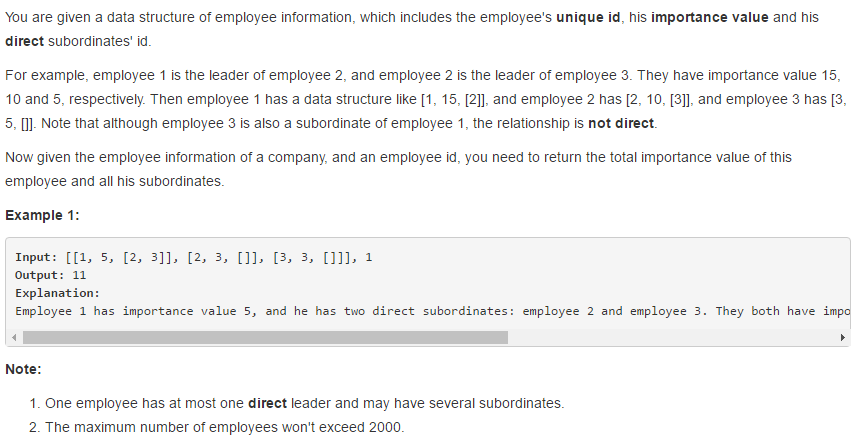 You are given a data structure of employee information, which includes the employee's unique id, his importance value and his
direct subordinates' id.
For example, employee 1 is the leader of employee 2, and employee 2 is the leader of employee 3. They have importance value 15,
10 and 5, respectively. Then employee 1 has a data structure like [1, 15, [2]], and employee 2 has [2, 10, [3]], and employee 3 has [3,
5, []]. Note that although employee 3 is also a subordinate of employee 1, the relationship is not direct.
Now given the employee information of a company, and an employee id, you need to return the total importance value of this
employee and all his subordinates.
Example 1:
Input: [[1, 5, [2, 3]], [2, 3, []], [3, 3, []]], 1
Output: 11
Explanation:
Employee 1 has importance value 5, and he has two direct subordinates: employee 2 and employee 3. They both have impo
Note:
1. One employee has at most one direct leader and may have several subordinates.
2. The maximum number of employees won't exceed 2000.